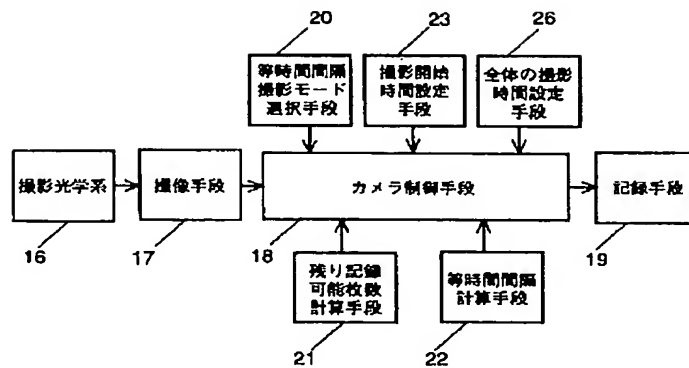 20
23
26
等時間間隔
撮影モード
選択手段
撮影開始
時間設定
手段
全体の撮影
時間設定
手段
撮影光学系
撮像手段
カメラ制御手段
記録手段
16
17
18
19
残り記録
可能枚数
計算手段
等時間間隔
計算手段
21
22